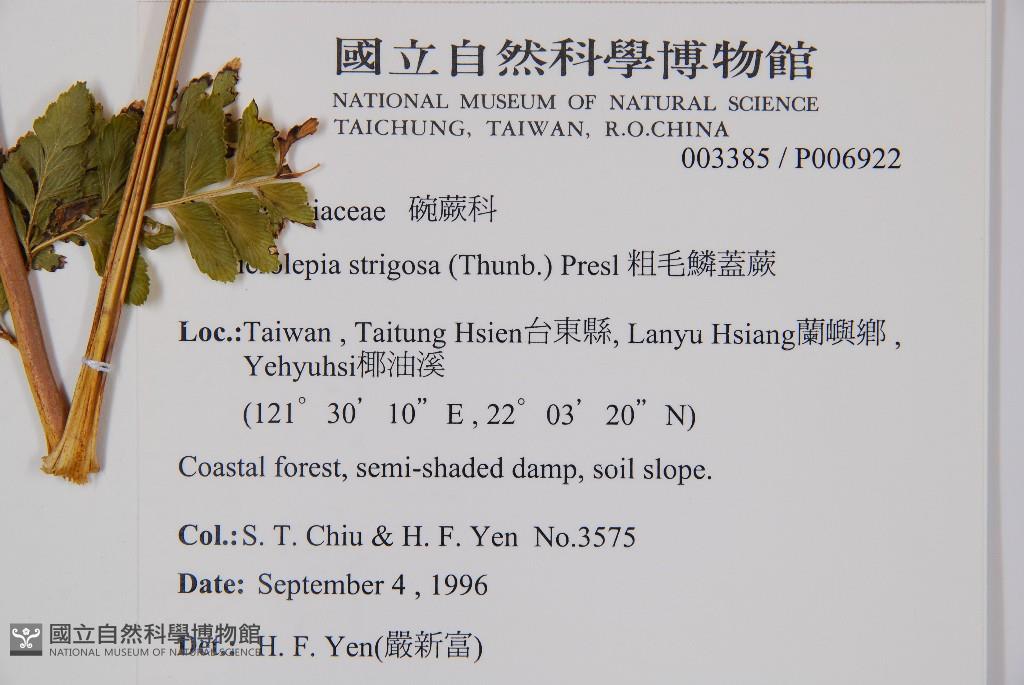 國立自然科學博物館
NATIONAL MUSEUM OF NATURAL SCIENCE
TAICHUNG, TAIWAN, R.O.CHINA
003385 / P006922
iaceae 碗蕨科
olepia strigosa (Thunb.) Presl 粗毛鱗蓋蕨
Loc.:Taiwan , Taitung Hsien台東縣, Lanyu Hsiang蘭嶼鄉 ,
Yehyuhsi椰油溪
(121° 30’ 10” E , 22° 03’ 20” N)
Coastal forest, semi-shaded damp, soil slope.
Col.:S. T. Chiu & H. F. Yen No.3575
Date: September 4 , 1996
Det.: H. F. Yen(嚴新富)
國立自然科學博物館
NATIONAL MUSEUM OF NATURAL SCIENCE